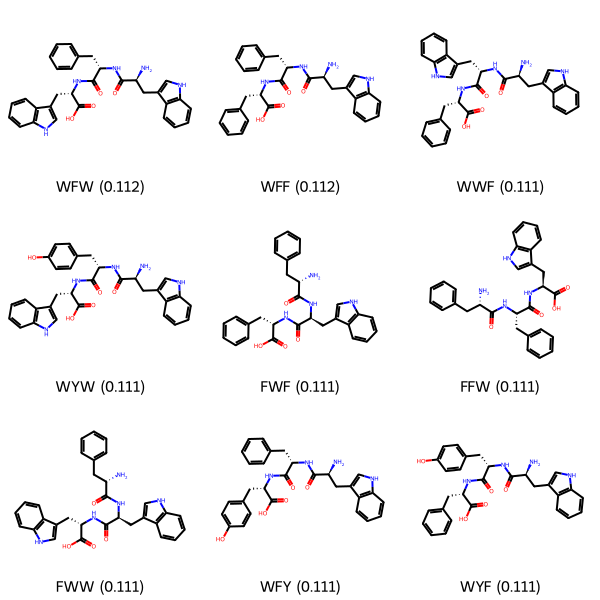 WFW (0.112)
WFF (0.112)
WWF (0.111)
WYW (0.111)
FWF (0.111)
FFW (0.111)
FWW (0.111)
WFY (0.111)
WYF (0.111)